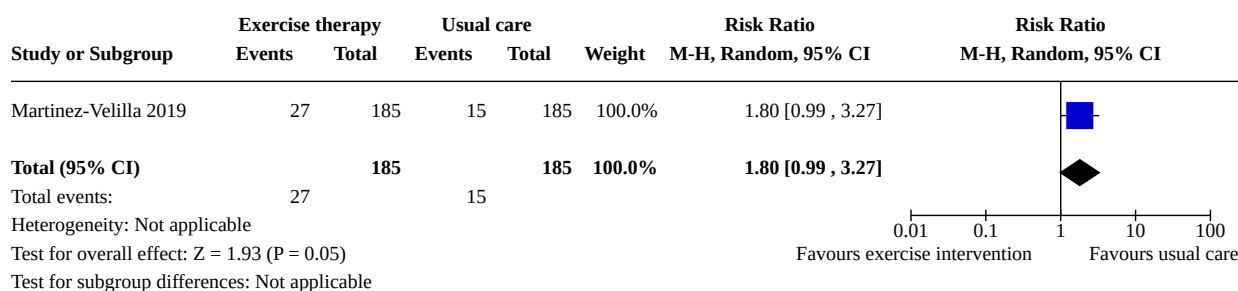 Exercise therapy Usual care Risk Ratio Risk Ratio
Study or Subgroup Events Total Events Total Weight M-H, Random, 95% CI M-H, Random, 95% CI
Martinez-Velilla 2019 27 185 15 185 100.0% 1.80 [0.99 , 3.27]
Total (95% CI) 185 185 100.0% 1.80 [0.99 , 3.27]
Total events: 27 15
Heterogeneity: Not applicable
0.01 0.1 1 10 100
Test for overall effect: Z = 1.93 (P = 0.05) Favours exercise intervention Favours usual care
Test for subgroup differences: Not applicable